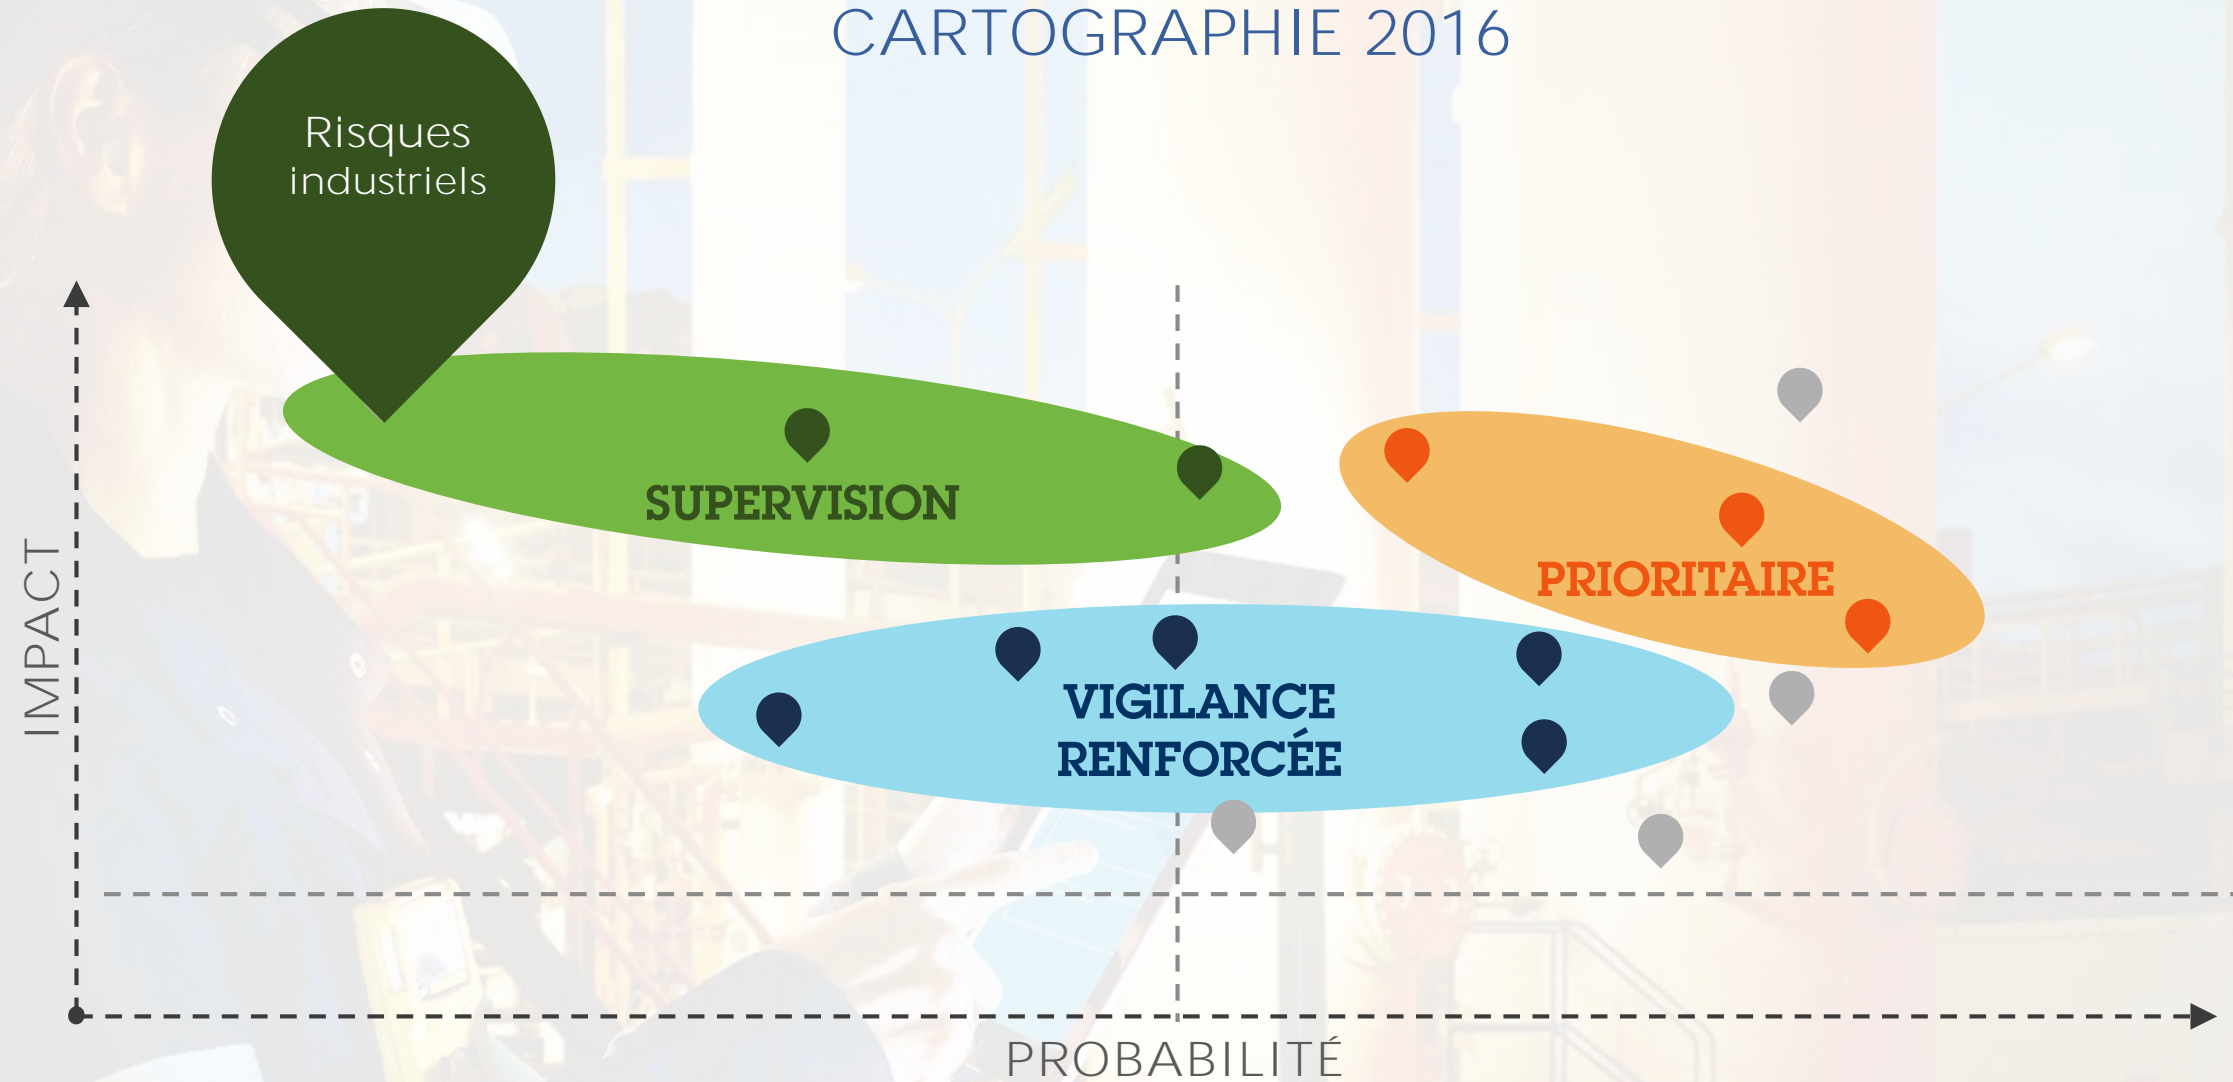 CARTOGRAPHIE 2016
Risques
industriels
SUPERVISION
PRIORITAIRE
VIGILANCE
RENFORCÉE
IMPACT
PROBABILITÉ